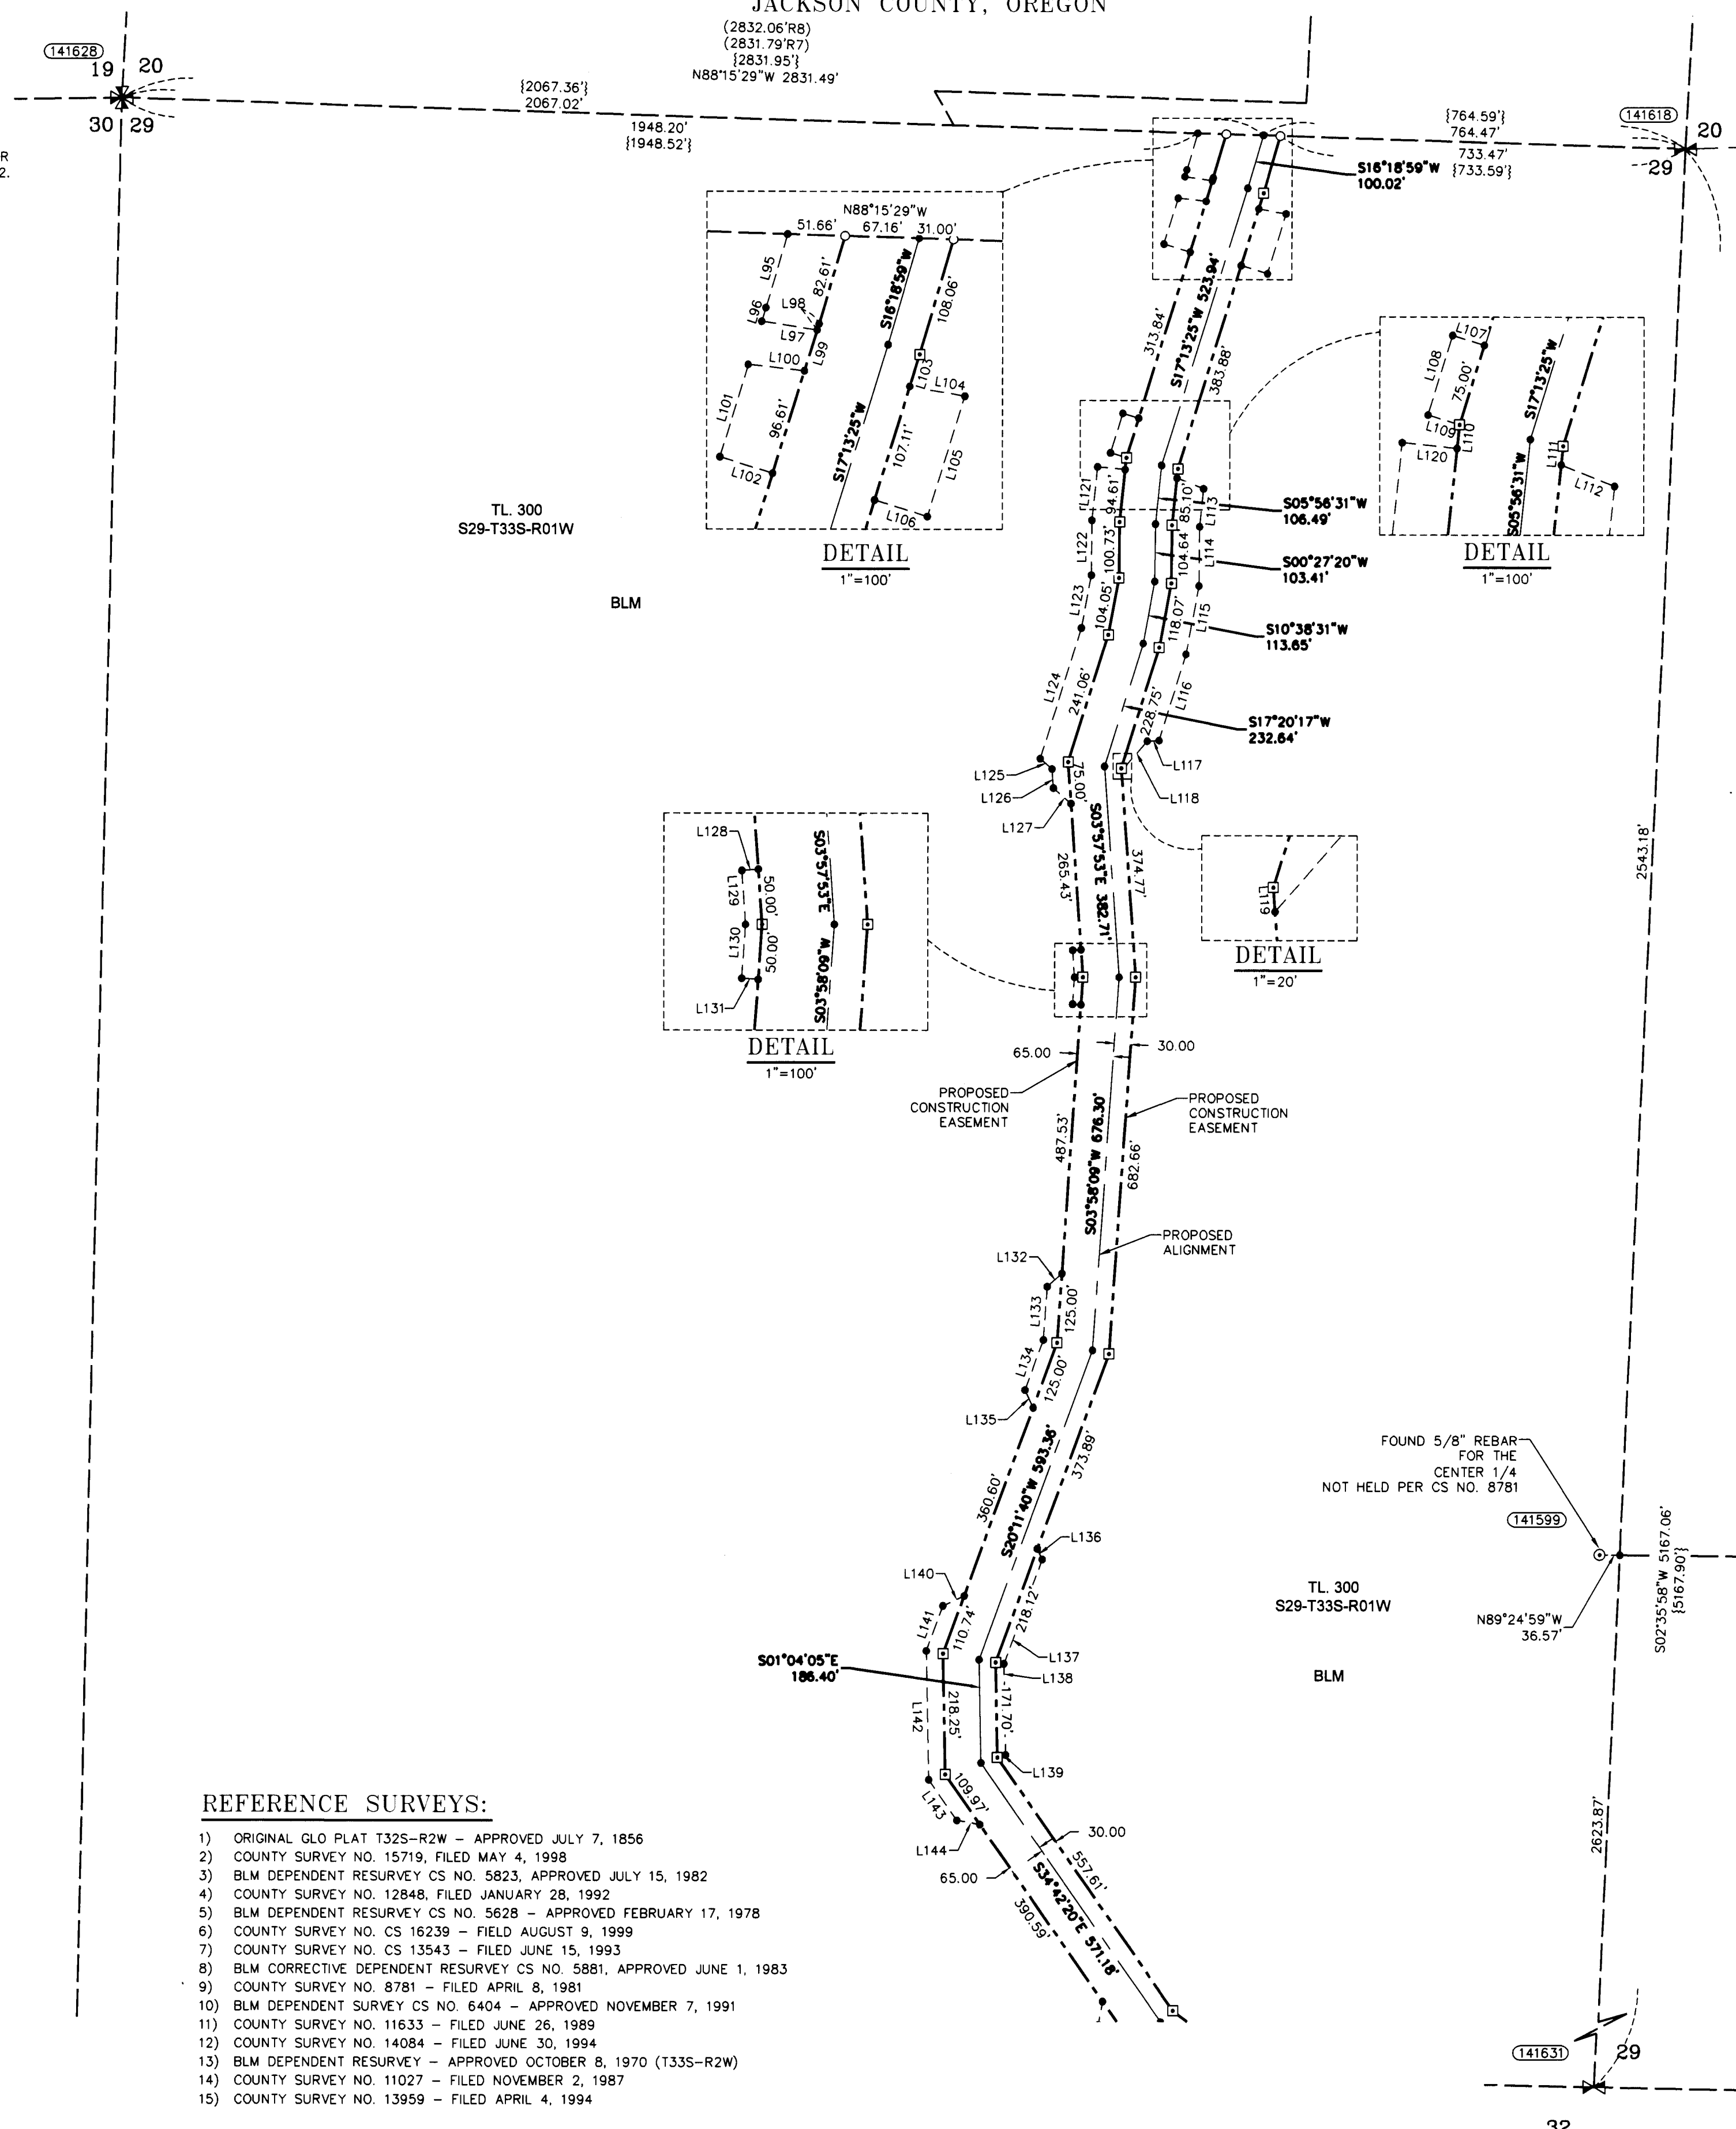 JACKSON COUNTY, OREGON
(2832.06'R8)
(2831.79'R7)
{2831.95'}
N88°15'29"W 2831.49'
141628
19 20
30 29
R
2.
{2067.36'}
2067.02'
1948.20'
{1948.52'}
{764.59'}
764.47'
733.47'
{733.59'}
141618
20
29
S16°18'59"W
100.02'
N88°15'29"W
51.66' 67.16' 31.00'
L95
L96
L98
L97
L99
82.61'
S16°18'59"W
108.06'
L100
L101
96.61'
L102
L103
L104
L105
107.11'
L106
S17°13'25"W
DETAIL
1"=100'
313.84'
S17°13'25"W 523.94'
383.88'
L107
L108
75.00'
L109
L110
L120
S17°13'25"W
S05°56'31"W
L111
L112
DETAIL
1"=100'
TL. 300
S29-T33S-R01W
BLM
L121
94.61'
85.10'
L113
S05°56'31"W
106.49'
L122
100.73'
104.64'
L114
S00°27'20"W
103.41'
L123
104.05'
118.07'
L115
S10°38'31"W
113.65'
L124
241.06'
228.75'
L116
S17°20'17"W
232.64'
L117
L118
L125
L126
L127
75.00'
265.43'
S03°57'53"E 382.71'
374.77'
L128
L129
L130
L131
50.00'
50.00'
S03°57'53"E
S03°58'09"W
DETAIL
1"=100'
L119
DETAIL
1"=20'
2543.18'
65.00
30.00
PROPOSED
CONSTRUCTION
EASEMENT
PROPOSED
CONSTRUCTION
EASEMENT
487.53'
S03°58'09"W 676.30'
682.66'
PROPOSED
ALIGNMENT
L132
L133
125.00'
L134
125.00'
L135
360.60'
S20°11'40"W 593.36'
373.89'
FOUND 5/8" REBAR
FOR THE
CENTER 1/4
NOT HELD PER CS NO. 8781
141599
N89°24'59"W
36.57'
S02°35'58"W 5167.06'
{5167.90'}
L136
218.12'
L137
L138
L140
L141
110.74'
TL. 300
S29-T33S-R01W
BLM
S01°04'05"E
186.40'
L142
218.25'
171.70'
L139
L143
109.97'
L144
65.00
30.00
557.61'
S34°42'20"E 571.18'
390.59'
2623.87'
141631
29
32
REFERENCE SURVEYS:
1) ORIGINAL GLO PLAT T32S-R2W - APPROVED JULY 7, 1856
2) COUNTY SURVEY NO. 15719, FILED MAY 4, 1998
3) BLM DEPENDENT RESURVEY CS NO. 5823, APPROVED JULY 15, 1982
4) COUNTY SURVEY NO. 12848, FILED JANUARY 28, 1992
5) BLM DEPENDENT RESURVEY CS NO. 5628 - APPROVED FEBRUARY 17, 1978
6) COUNTY SURVEY NO. CS 16239 - FIELD AUGUST 9, 1999
7) COUNTY SURVEY NO. CS 13543 - FILED JUNE 15, 1993
8) BLM CORRECTIVE DEPENDENT RESURVEY CS NO. 5881, APPROVED JUNE 1, 1983
9) COUNTY SURVEY NO. 8781 - FILED APRIL 8, 1981
10) BLM DEPENDENT SURVEY CS NO. 6404 - APPROVED NOVEMBER 7, 1991
11) COUNTY SURVEY NO. 11633 - FILED JUNE 26, 1989
12) COUNTY SURVEY NO. 14084 - FILED JUNE 30, 1994
13) BLM DEPENDENT RESURVEY - APPROVED OCTOBER 8, 1970 (T33S-R2W)
14) COUNTY SURVEY NO. 11027 - FILED NOVEMBER 2, 1987
15) COUNTY SURVEY NO. 13959 - FILED APRIL 4, 1994